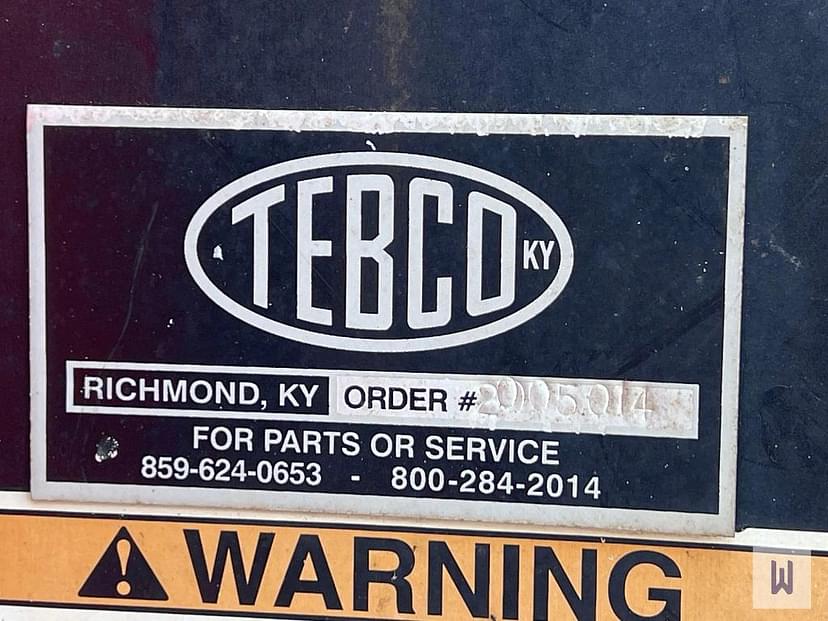 TEBCO KY
RICHMOND, KY ORDER # 2005014
FOR PARTS OR SERVICE
859-624-0653 - 800-284-2014
WARNING
W